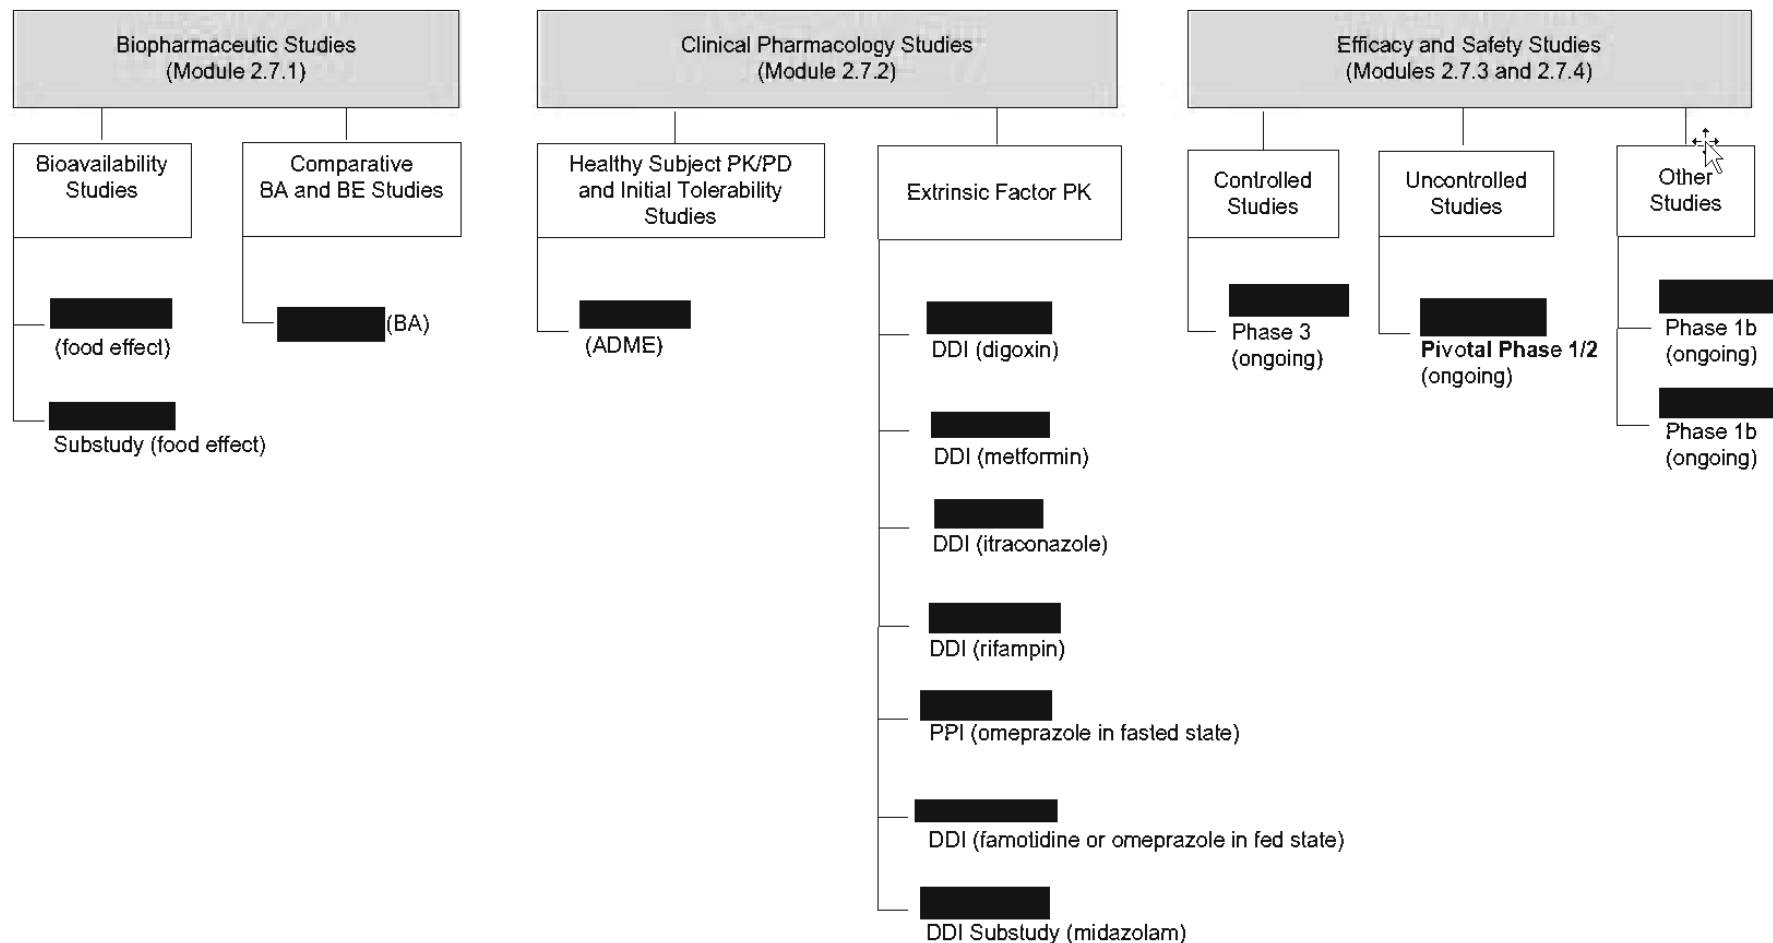 Biopharmaceutic Studies
(Module 2.7.1)
Clinical Pharmacology Studies
(Module 2.7.2)
Efficacy and Safety Studies
(Modules 2.7.3 and 2.7.4)
Bioavailability
Studies
Comparative
BA and BE Studies
Healthy Subject PK/PD
and Initial Tolerability
Studies
Extrinsic Factor PK
Controlled
Studies
Uncontrolled
Studies
Other
Studies
(food effect)
Substudy (food effect)
(BA)
(ADME)
DDI (digoxin)
DDI (metformin)
DDI (itraconazole)
DDI (rifampin)
PPI (omeprazole in fasted state)
DDI (famotidine or omeprazole in fed state)
DDI Substudy (midazolam)
Phase 3
(ongoing)
Pivotal Phase 1/2
(ongoing)
Phase 1b
(ongoing)
Phase 1b
(ongoing)